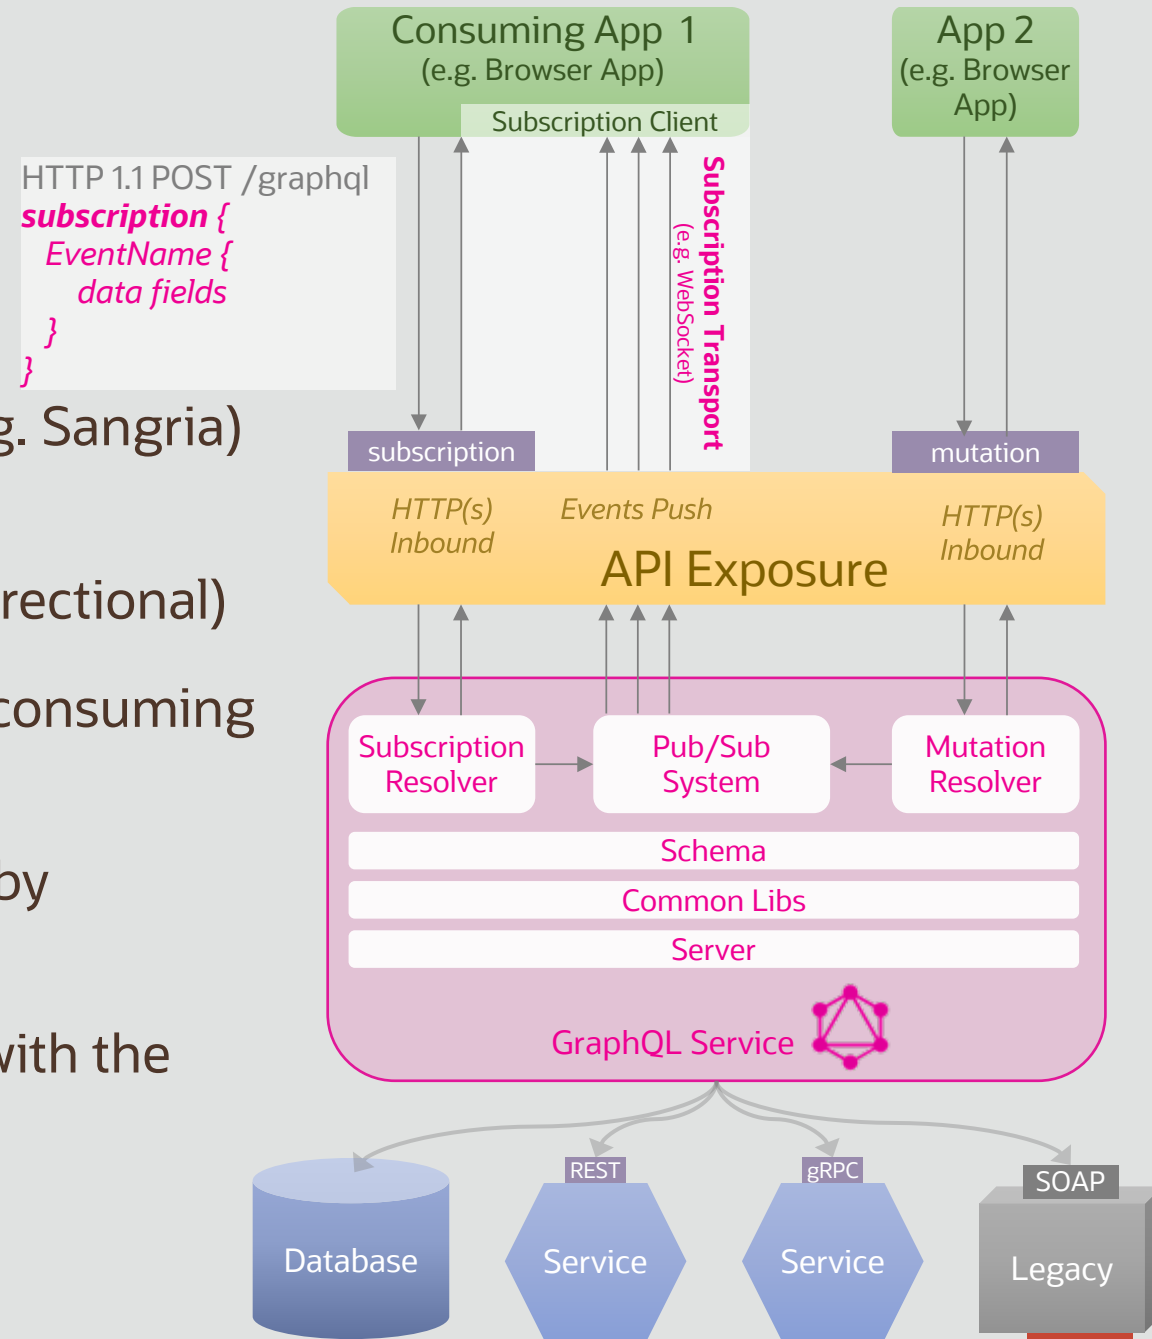 Consuming App 1
(e.g. Browser App)
Subscription Client
App 2
(e.g. Browser
App)
HTTP 1.1 POST /graphql
subscription {
EventName {
data fields
}
}
Subscription Transport
(e.g. WebSocket)
g. Sangria)
rectional)
consuming
by
with the
subscription
mutation
HTTP(s)
Inbound
Events Push
HTTP(s)
Inbound
API Exposure
Subscription
Resolver
Pub/Sub
System
Mutation
Resolver
Schema
Common Libs
Server
GraphQL Service
REST
gRPC
SOAP
Database
Service
Service
Legacy